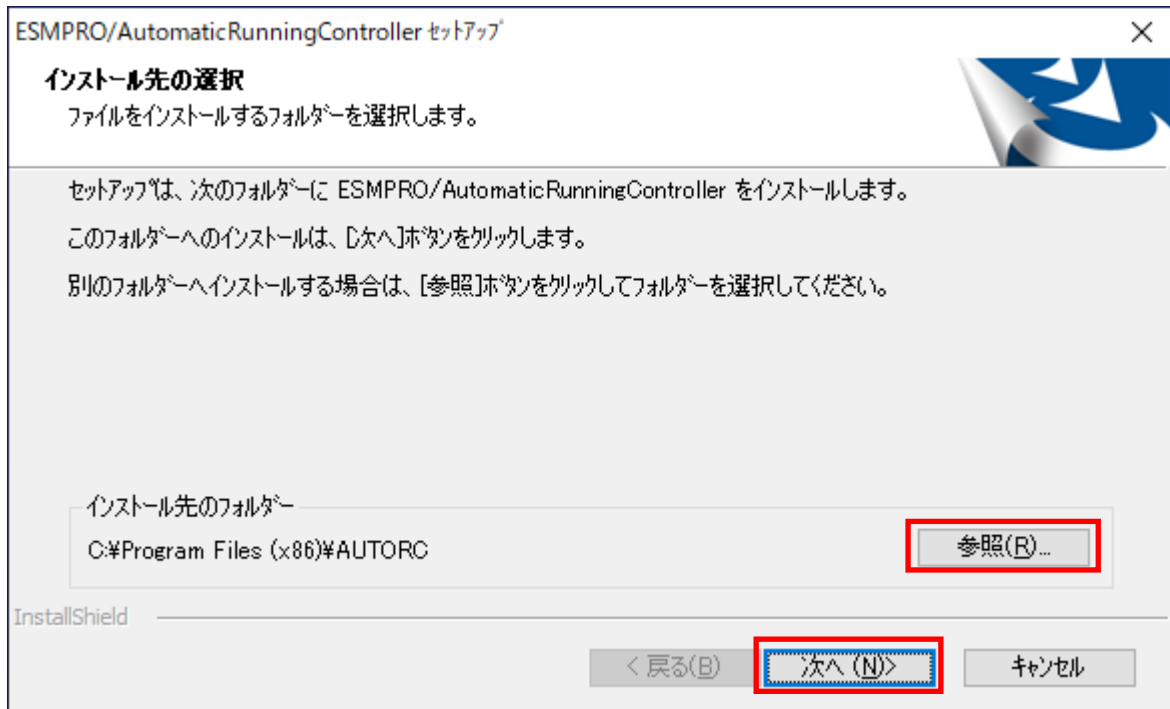 ESMPRO/AutomaticRunningController ｾｯﾄｱｯﾌﾟ
インストール先の選択
ファイルをインストールするフォルダーを選択します。
セットアップは、次のフォルダーに ESMPRO/AutomaticRunningController をインストールします。
このフォルダーへのインストールは、[次へ]ボタンをクリックします。
別のフォルダーへインストールする場合は、[参照]ボタンをクリックしてフォルダーを選択してください。
インストール先のフォルダー
C:¥Program Files (x86)¥AUTORC
参照(R)...
InstallShield
< 戻る(B)
次へ (N)>
キャンセル